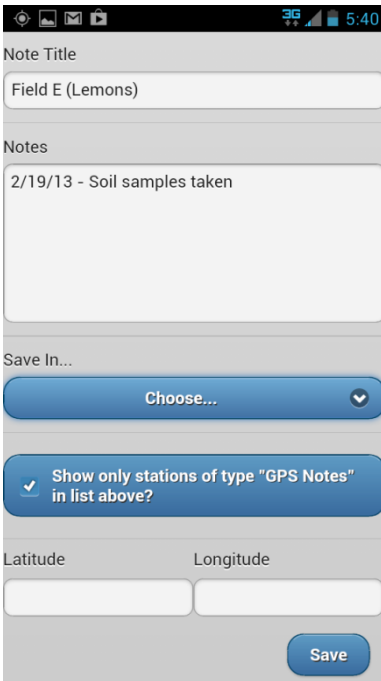 3G 5:40
Note Title
Field E (Lemons)
Notes
2/19/13 - Soil samples taken
Save In...
Choose...
Show only stations of type "GPS Notes"
in list above?
Latitude Longitude
Save